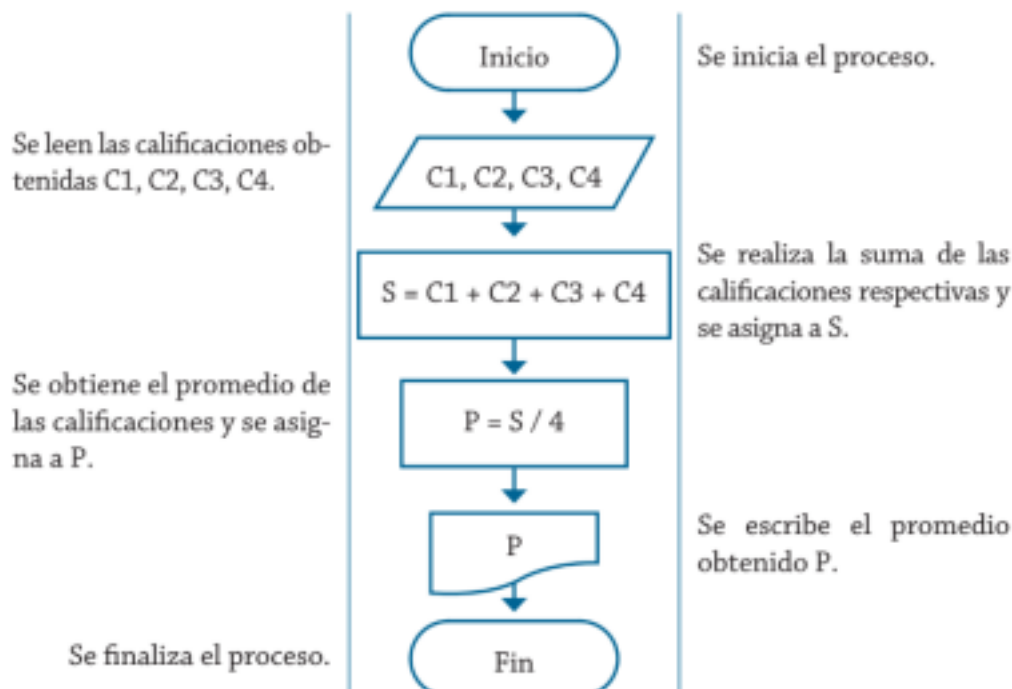 Inicio
Se inicia el proceso.
Se leen las calificaciones ob-
tenidas C1, C2, C3, C4.
C1, C2, C3, C4
S = C1 + C2 + C3 + C4
Se realiza la suma de las
calificaciones respectivas y
se asigna a S.
Se obtiene el promedio de
las calificaciones y se asig-
na a P.
P = S / 4
P
Se escribe el promedio
obtenido P.
Se finaliza el proceso.
Fin